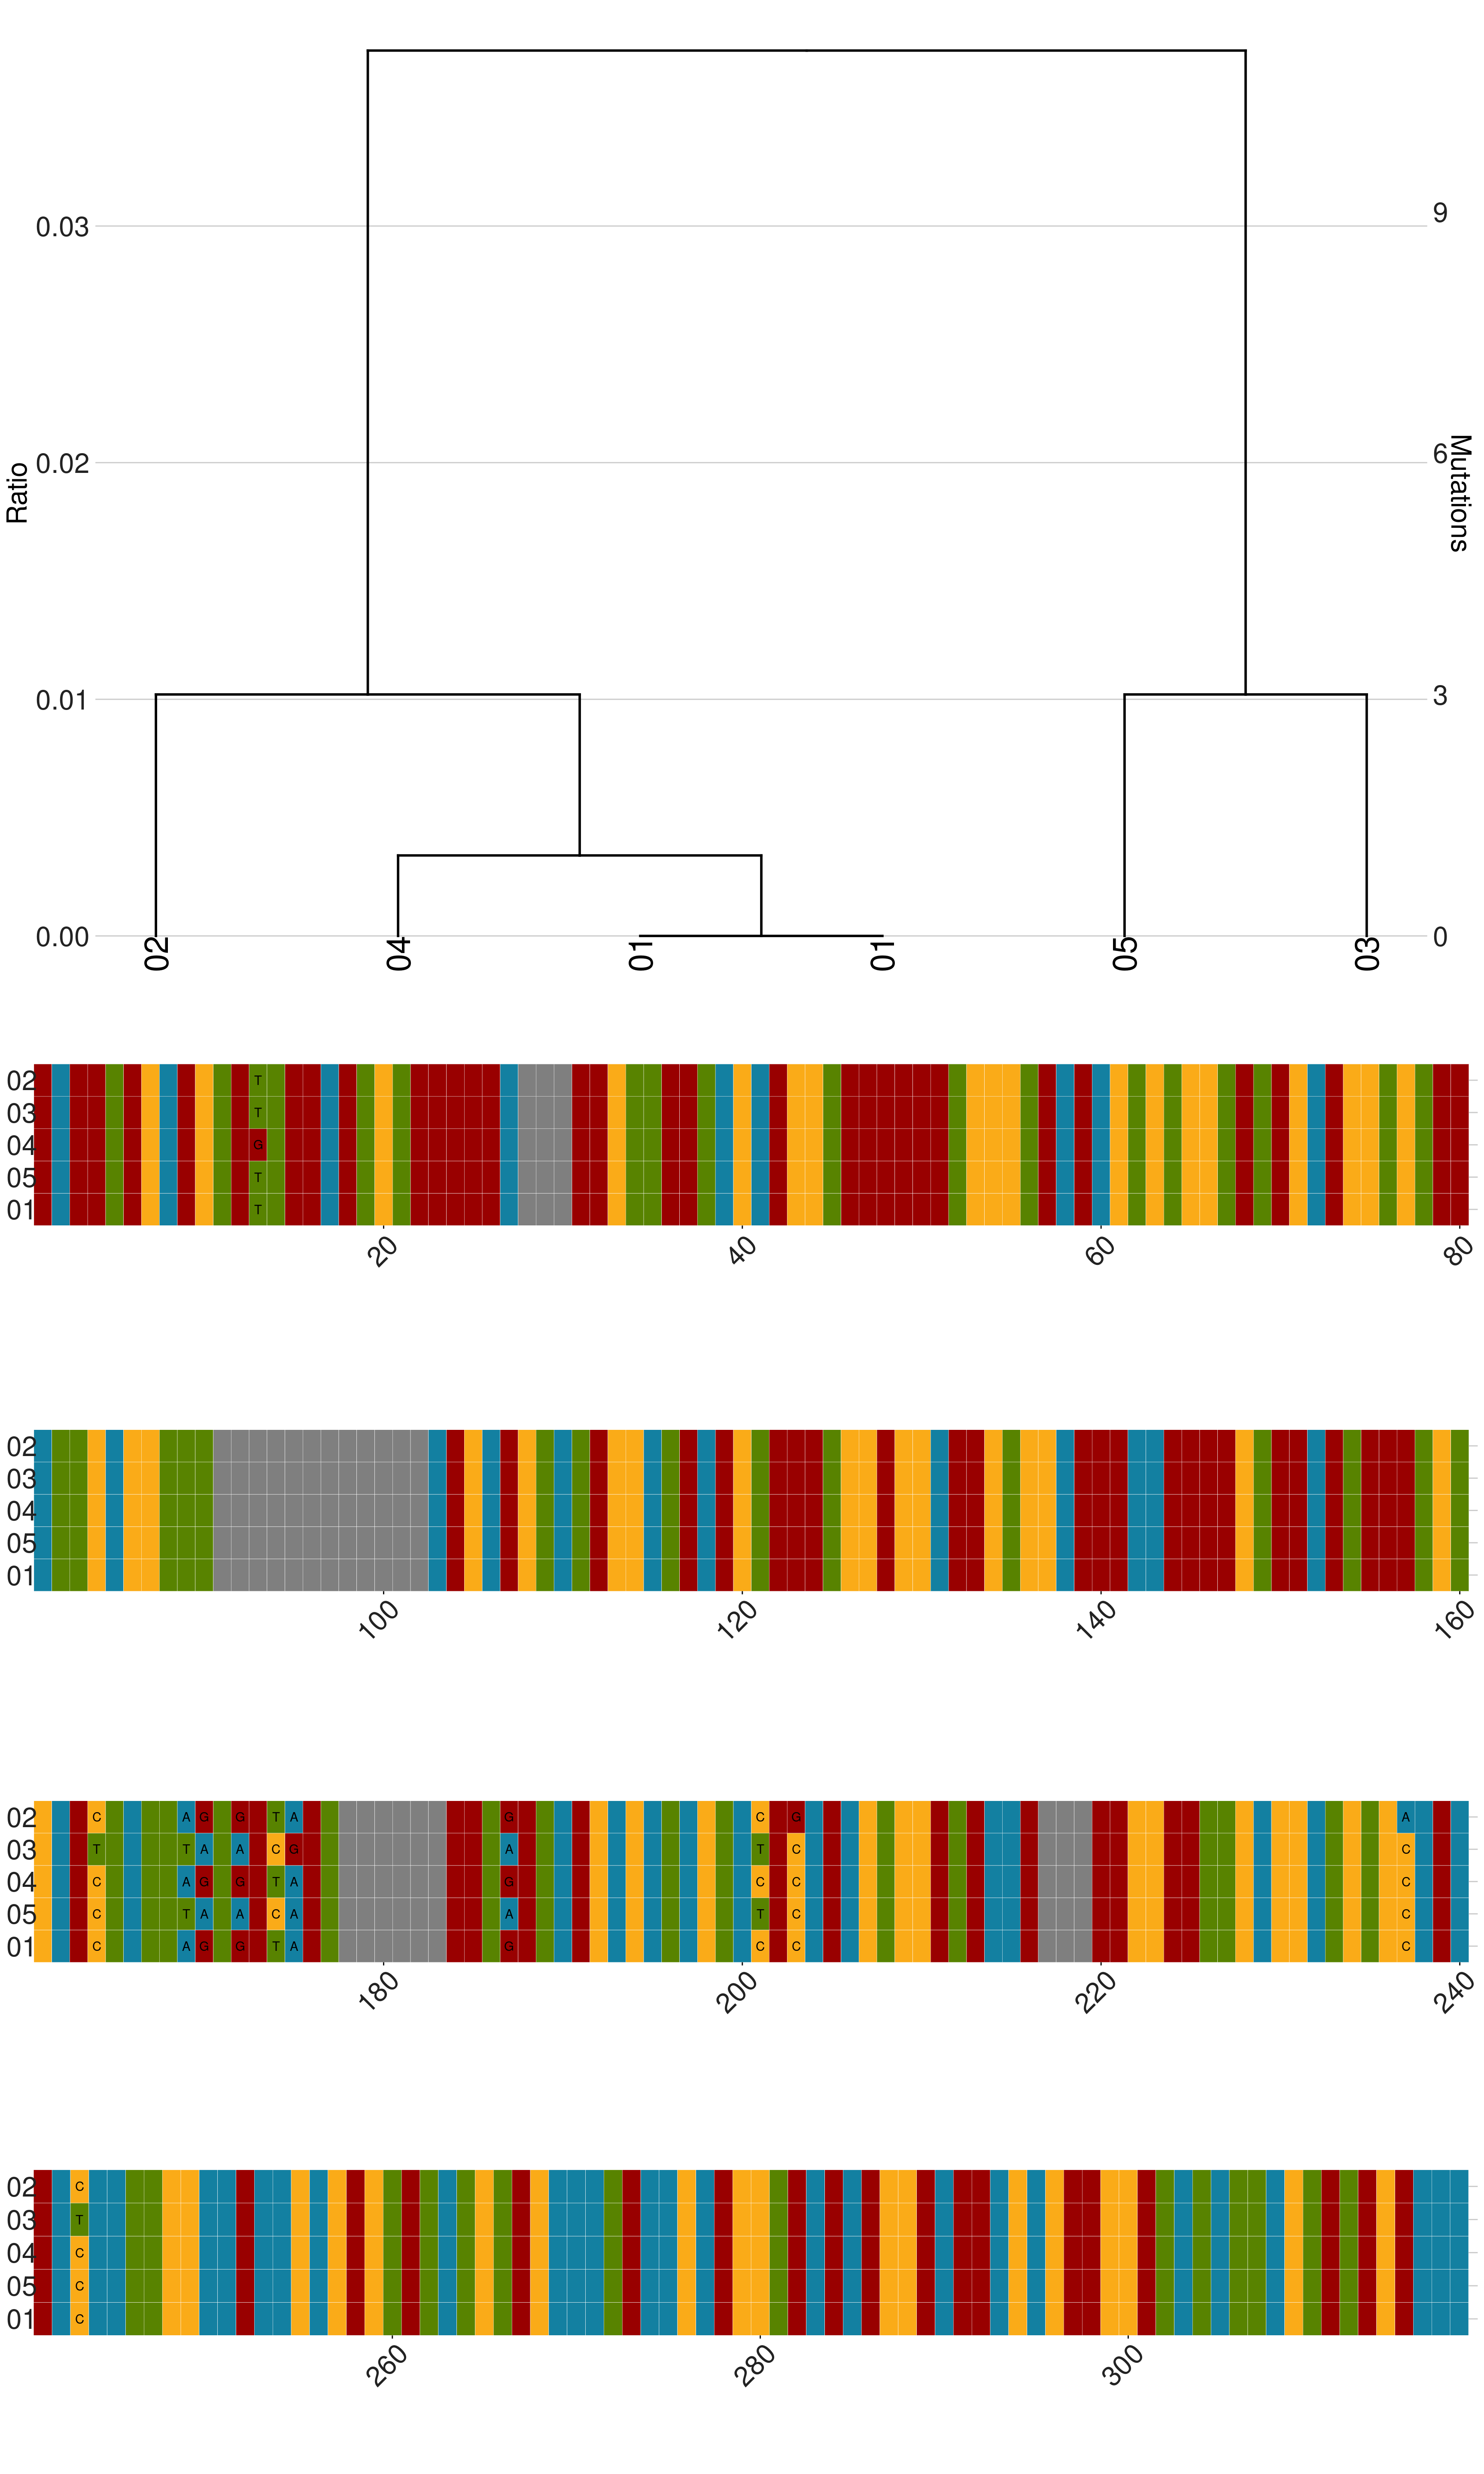 0.03
9
0.02
6
Ratio
Mutations
0.01
3
0.00
0
02 04 01 01 05 03
02 T
03 T
04 G
05 T
01 T
20 40 60 80
02
03
04
05
01
100 120 140 160
02 C A G G T A G C G A
03 T T A A C G A T C C
04 C A G G T A G C C C
05 C T A A C A A T C C
01 C A G G T A G C C C
180 200 220 240
02 C
03 T
04 C
05 C
01 C
260 280 300